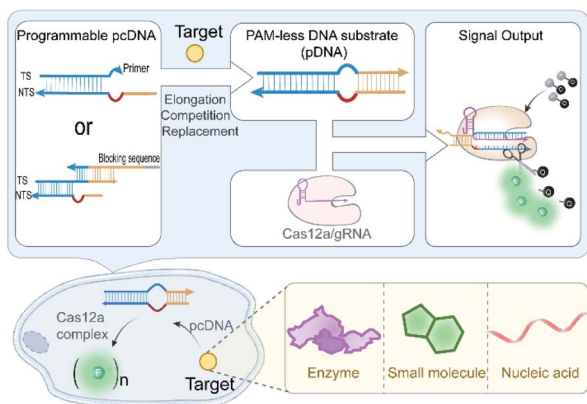 Programmable pcDNA
Target
PAM-less DNA substrate
(pDNA)
Signal Output
Primer
TS
NTS
or
Blocking sequence
TS
NTS
Elongation
Competition
Replacement
Cas12a/gRNA
Q
Q
Q
Q
F
F
F
Cas12a
complex
pcDNA
F
n
Target
Enzyme
Small molecule
Nucleic acid